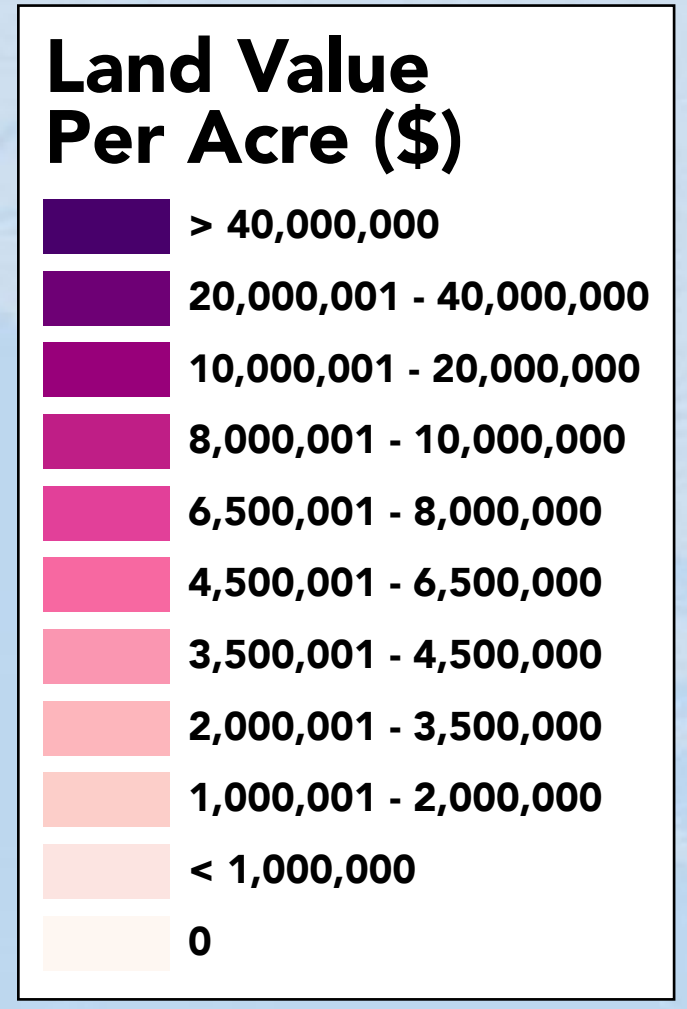 Land Value
Per Acre ($)
> 40,000,000
20,000,001 - 40,000,000
10,000,001 - 20,000,000
8,000,001 - 10,000,000
6,500,001 - 8,000,000
4,500,001 - 6,500,000
3,500,001 - 4,500,000
2,000,001 - 3,500,000
1,000,001 - 2,000,000
< 1,000,000
0